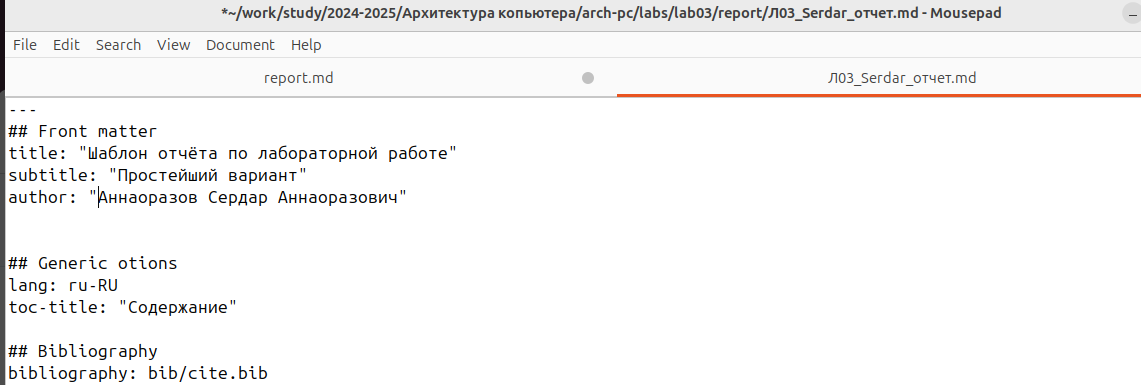 *~/work/study/2024-2025/Архитектура копьютера/arch-pc/labs/lab03/report/Л03_Serdar_отчет.md - Mousepad
File Edit Search View Document Help
report.md Л03_Serdar_отчет.md
---
## Front matter
title: "Шаблон отчёта по лабораторной работе"
subtitle: "Простейший вариант"
author: "Аннаоразов Сердар Аннаоразович"
## Generic otions
lang: ru-RU
toc-title: "Содержание"
## Bibliography
bibliography: bib/cite.bib